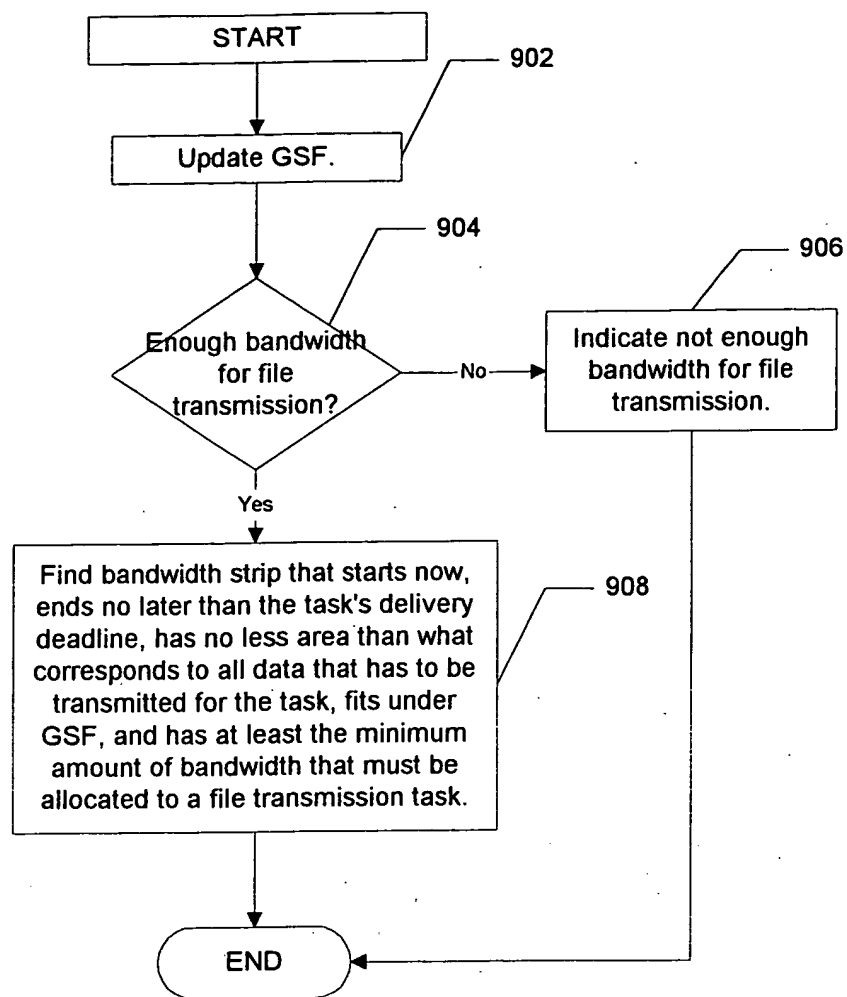 START
902
Update GSF.
904
906
Enough bandwidth
for file
transmission?
No
Indicate not enough
bandwidth for file
transmission.
Yes
Find bandwidth strip that starts now,
ends no later than the task's delivery
deadline, has no less area than what
corresponds to all data that has to be
transmitted for the task, fits under
GSF, and has at least the minimum
amount of bandwidth that must be
allocated to a file transmission task.
908
END